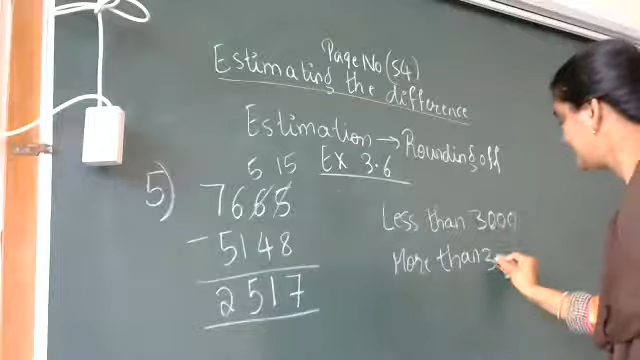 Page No (54)
Estimating the difference
Estimation → Rounding off
Ex 3.6
5 15
5) 7665
- 5148
2517
Less than 3000
More than 3